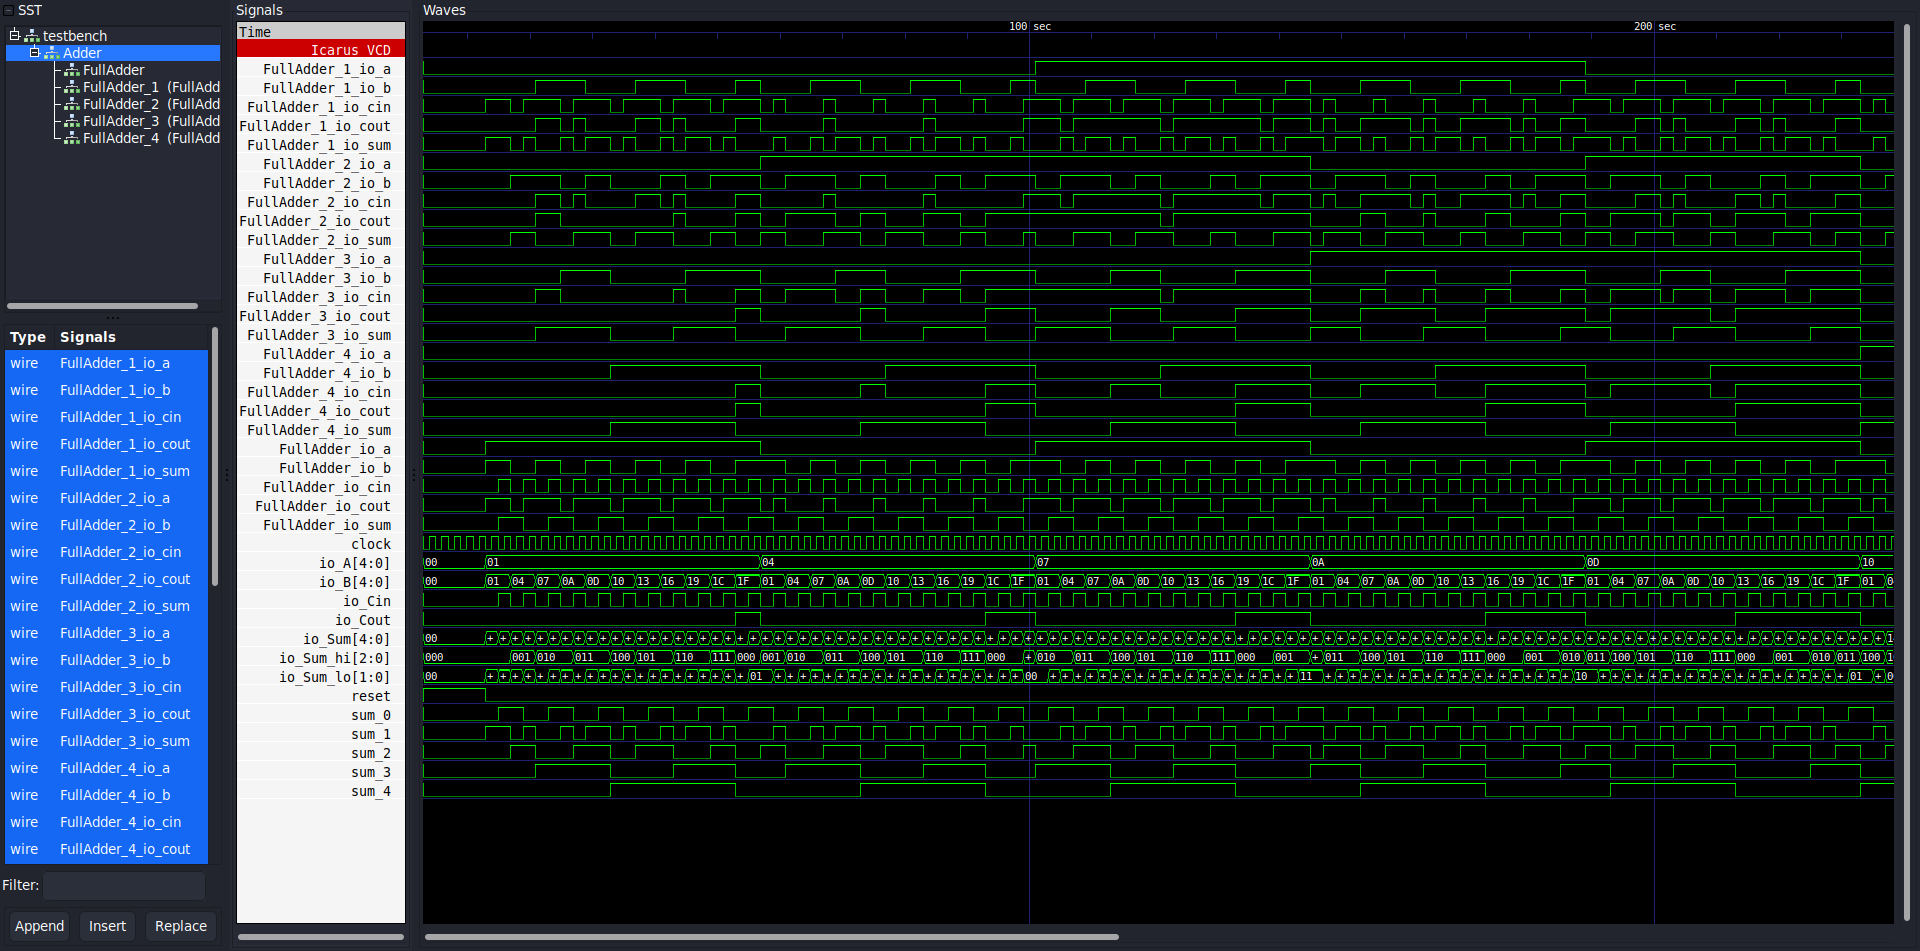 SST
testbench
Adder
FullAdder
FullAdder_1 (FullAdd
FullAdder_2 (FullAdd
FullAdder_3 (FullAdd
FullAdder_4 (FullAdd
Type Signals
wire FullAdder_1_io_a
wire FullAdder_1_io_b
wire FullAdder_1_io_cin
wire FullAdder_1_io_cout
wire FullAdder_1_io_sum
wire FullAdder_2_io_a
wire FullAdder_2_io_b
wire FullAdder_2_io_cin
wire FullAdder_2_io_cout
wire FullAdder_2_io_sum
wire FullAdder_3_io_a
wire FullAdder_3_io_b
wire FullAdder_3_io_cin
wire FullAdder_3_io_cout
wire FullAdder_3_io_sum
wire FullAdder_4_io_a
wire FullAdder_4_io_b
wire FullAdder_4_io_cin
wire FullAdder_4_io_cout
Filter:
Append Insert Replace
Signals
Time
Icarus VCD
FullAdder_1_io_a
FullAdder_1_io_b
FullAdder_1_io_cin
FullAdder_1_io_cout
FullAdder_1_io_sum
FullAdder_2_io_a
FullAdder_2_io_b
FullAdder_2_io_cin
FullAdder_2_io_cout
FullAdder_2_io_sum
FullAdder_3_io_a
FullAdder_3_io_b
FullAdder_3_io_cin
FullAdder_3_io_cout
FullAdder_3_io_sum
FullAdder_4_io_a
FullAdder_4_io_b
FullAdder_4_io_cin
FullAdder_4_io_cout
FullAdder_4_io_sum
FullAdder_io_a
FullAdder_io_b
FullAdder_io_cin
FullAdder_io_cout
FullAdder_io_sum
clock
io_A[4:0]
io_B[4:0]
io_Cin
io_Cout
io_Sum[4:0]
io_Sum_hi[2:0]
io_Sum_lo[1:0]
reset
sum_0
sum_1
sum_2
sum_3
sum_4
Waves
100 sec 200 sec
00 01 04 07 0A 0D 10
00 01 04 07 0A 0D 10 13 16 19 1C 1F 01 04 07 0A 0D 10 13 16 19 1C 1F 01 04 07 0A 0D 10 13 16 19 1C 1F 01 04 07 0A 0D 10 13 16 19 1C 1F 01 04 07 0A 0D 10 13 16 19 1C 1F 01
00
000 001 010 011 100 101 110 111 000 001 010 011 100 101 110 111 000 + 010 011 100 101 110 111 000 001 + 011 100 101 110 111 000 001 010 011 100 101 110 111 000 001 010 011 100
00 01 00 11 10 01